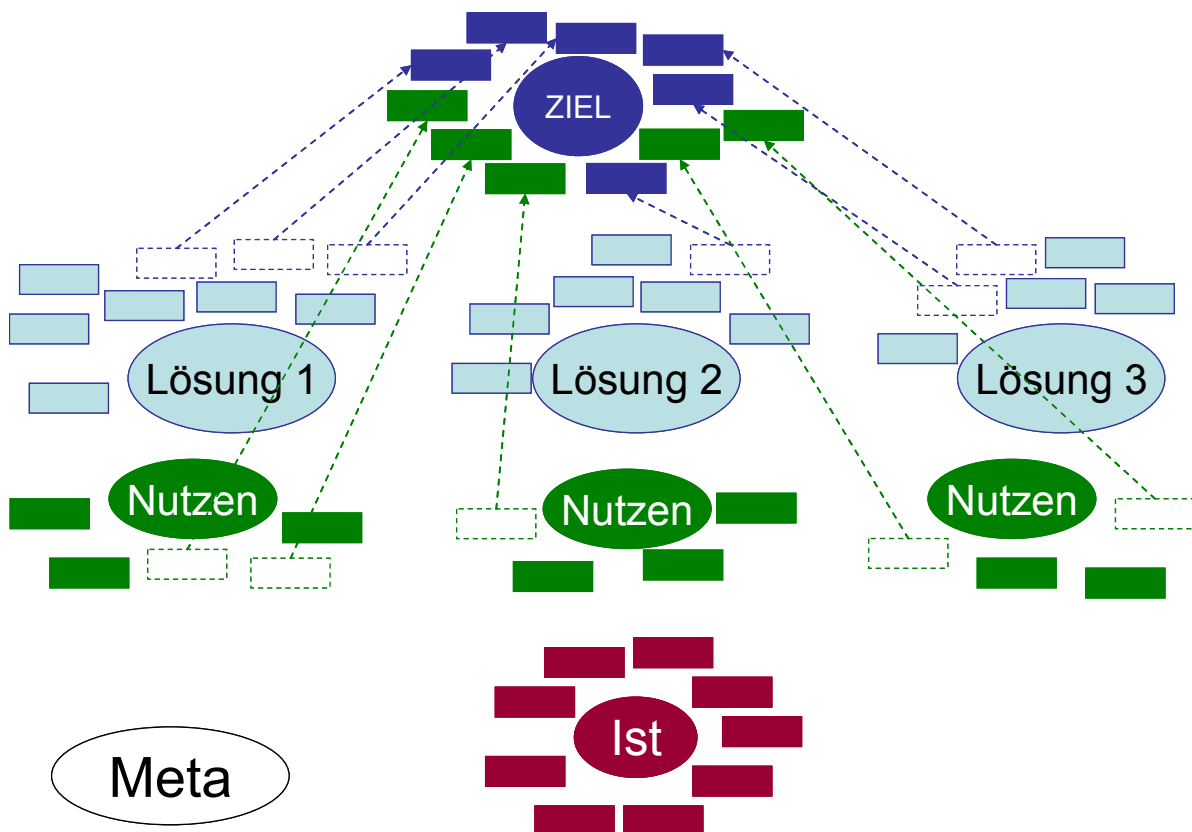 ZIEL
Lösung 1
Lösung 2
Lösung 3
Nutzen
Nutzen
Nutzen
Ist
Meta